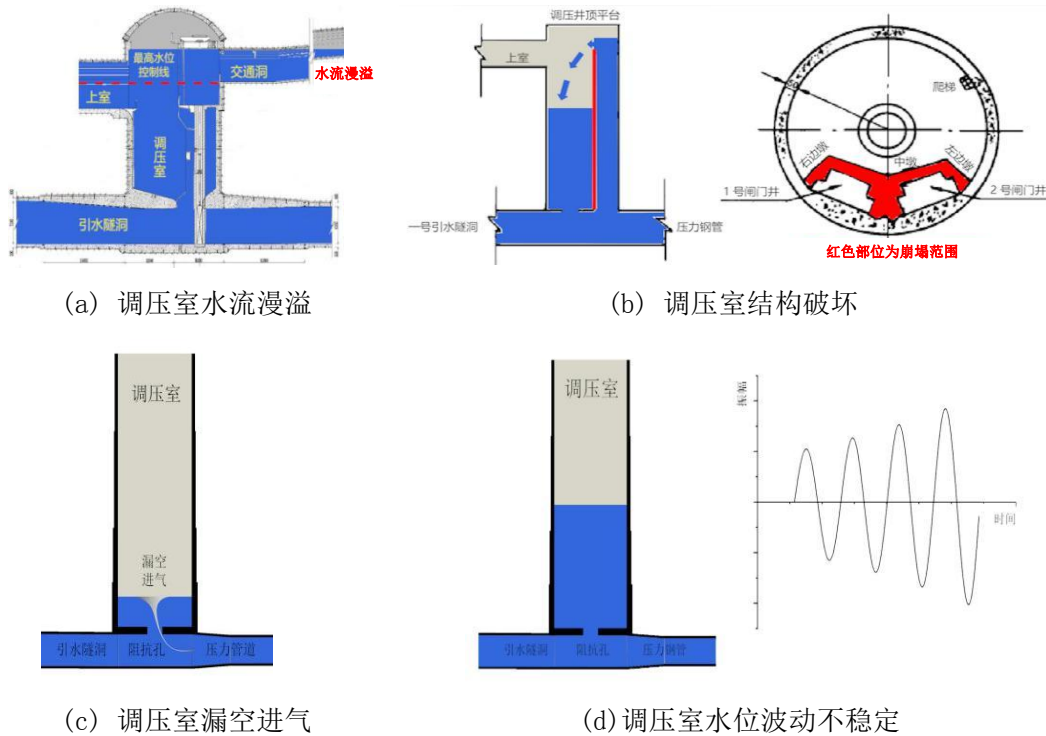 最高水位
控制线
交通洞
水流漫溢
上室
调压室
引水隧洞
调压井顶平台
上室
一号引水隧洞
压力钢管
爬梯
右边墩
中墩
左边墩
1号闸门井
2号闸门井
红色部位为崩塌范围
(a) 调压室水流漫溢
(b) 调压室结构破坏
调压室
漏空
进气
引水隧洞
阻抗孔
压力管道
调压室
引水隧洞
阻抗孔
压力钢管
振幅
时间
(c) 调压室漏空进气
(d)调压室水位波动不稳定